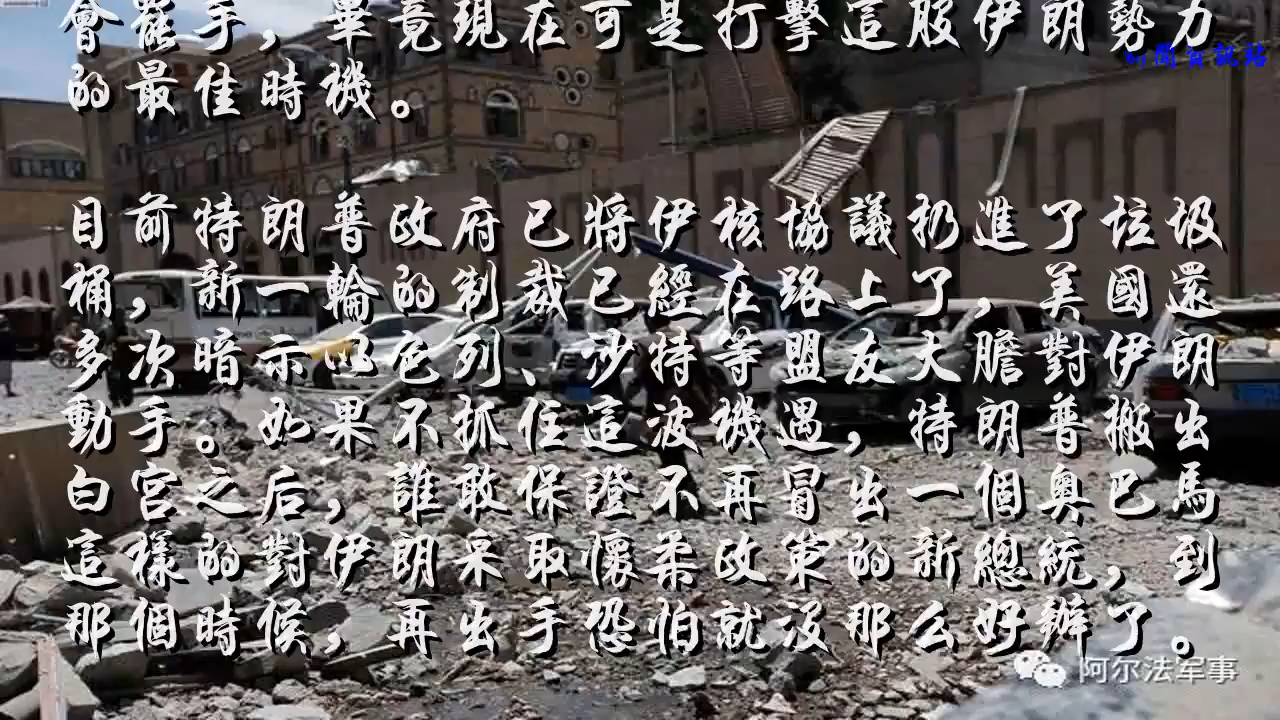 會罷手，畢竟現在可是打擊這股伊朗勢力
的最佳時機。
目前特朗普政府已將伊核協議扔進了垃圾
桶，新一輪的制裁已經在路上了，美國還
多次暗示以色列、沙特等盟友大膽對伊朗
動手。如果不抓住這波機遇，特朗普搬出
白宮之后，誰敢保證不再冒出一個奧巴馬
這樣的對伊朗采取懷柔政策的新總統，到
那個時候，再出手恐怕就沒那么好辦了。
阿尔法军事